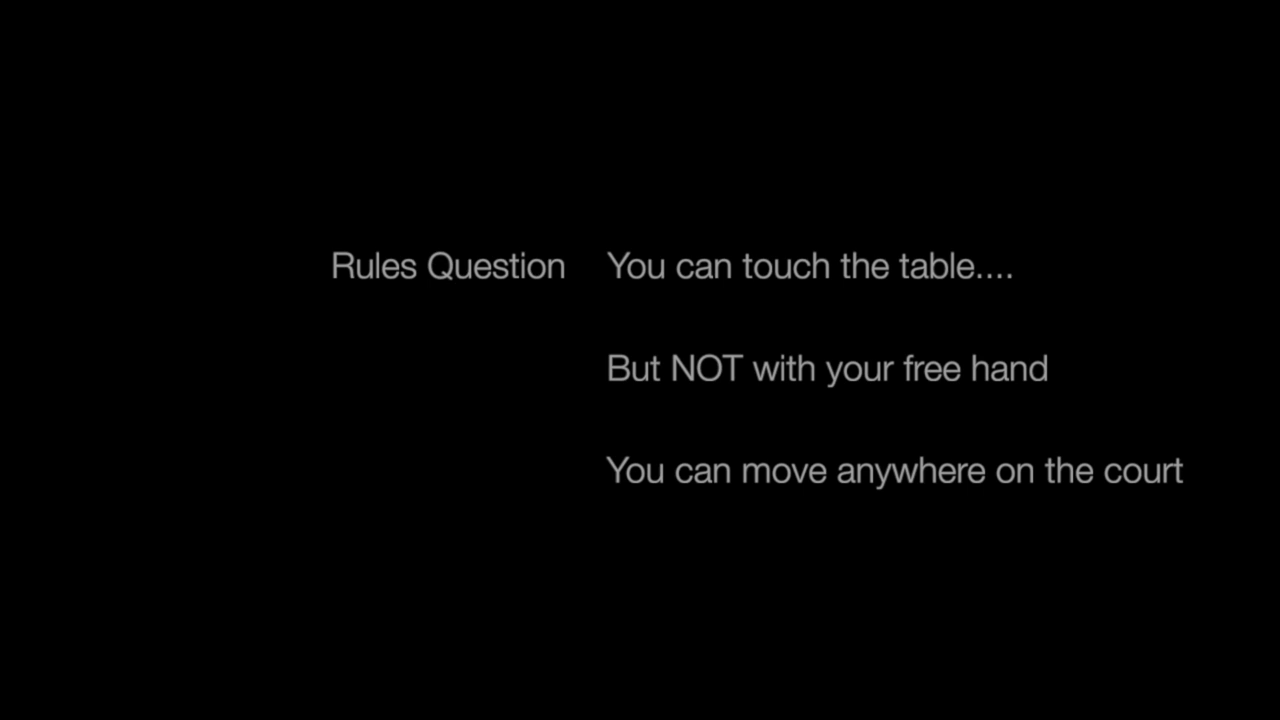 Rules Question You can touch the table....
But NOT with your free hand
You can move anywhere on the court